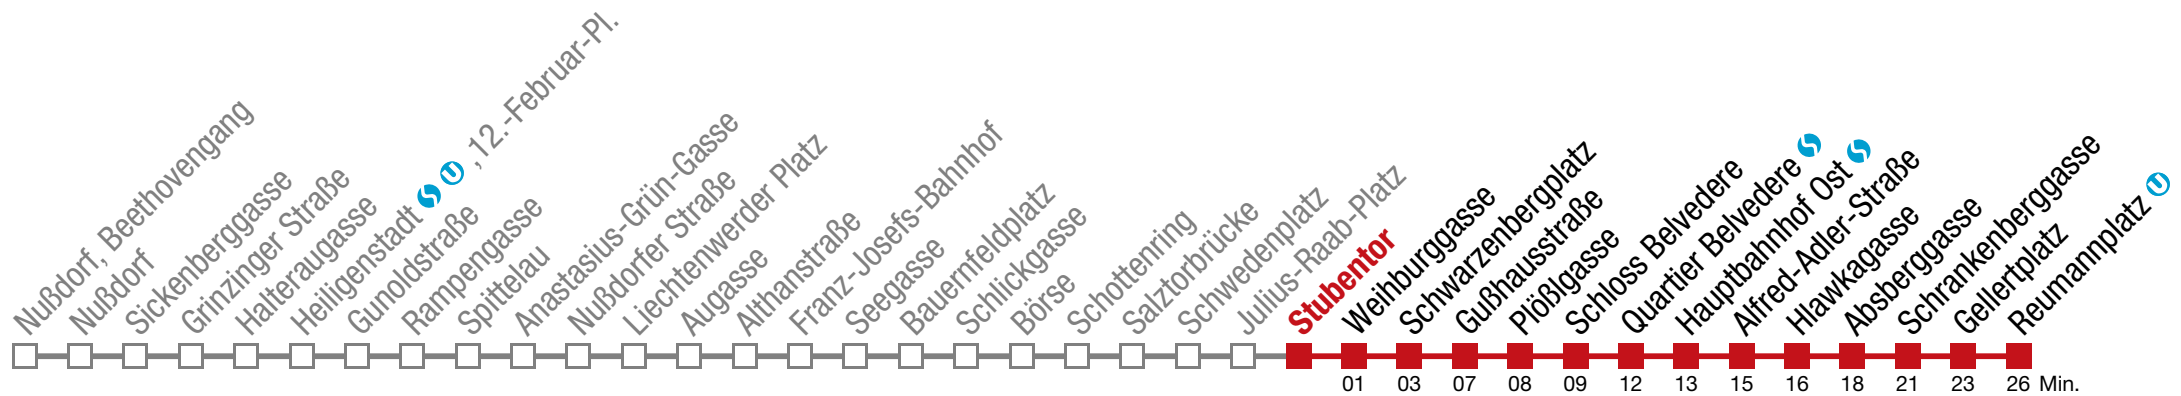 Nußdorf, Beethovengang
Nußdorf
Sickenberggasse
Grinzinger Straße
Halteraugasse
Heiligenstadt S U , 12.-Februar-Pl.
Gunoldstraße
Rampengasse
Spittelau
Anastasius-Grün-Gasse
Nußdorfer Straße
Liechtenwerder Platz
Augasse
Althanstraße
Franz-Josefs-Bahnhof
Seegasse
Bauernfeldplatz
Schlickgasse
Börse
Schottenring
Salztorbrücke
Schwedenplatz
Julius-Raab-Platz
Stubentor
Weihburggasse
Schwarzenbergplatz
Gußhausstraße
Plößlgasse
Schloss Belvedere
Quartier Belvedere S
Hauptbahnhof Ost S
Alfred-Adler-Straße
Hlawkagasse
Absberggasse
Schrankenberggasse
Gellertplatz
Reumannplatz U
01 03 07 08 09 12 13 15 16 18 21 23 26 Min.